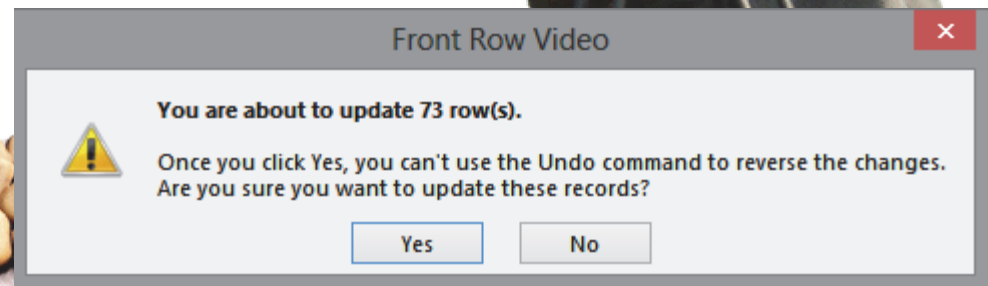 Front Row Video
You are about to update 73 row(s).
Once you click Yes, you can't use the Undo command to reverse the changes.
Are you sure you want to update these records?
Yes No